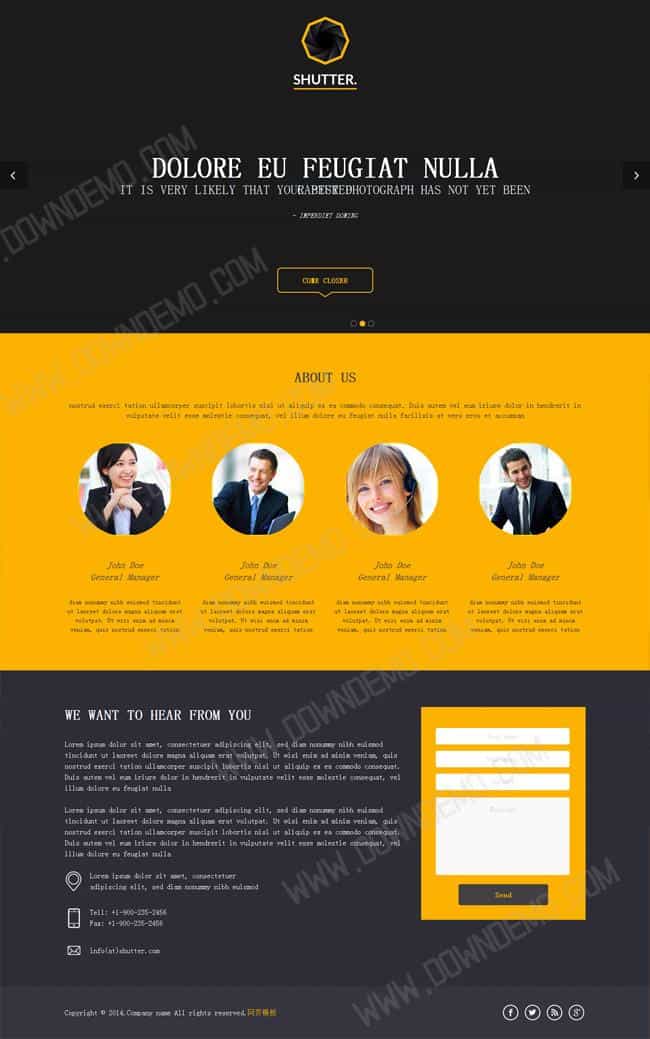 SHUTTER.
DOLORE EU FEUGIAT NULLA
IT IS VERY LIKELY THAT YOUR BEST PHOTOGRAPH HAS NOT YET BEEN
CAPTURED
- IMPERDIET DOMING
COME CLOSER
ABOUT US
nostrud exerci tation ullamcorper suscipit lobortis nisl ut aliquip ex ea commodo consequat. Duis autem vel eum iriure dolor in hendrerit in
vulputate velit esse molestie consequat, vel illum dolore eu feugiat nulla facilisis at vero eros et accumsan
John Doe
General Manager
diam nonummy nibh euismod tincidunt
ut laoreet dolore magna aliquam erat
volutpat. Ut wisi enim ad minim
veniam, quis nostrud exerci tation
John Doe
General Manager
diam nonummy nibh euismod tincidunt
ut laoreet dolore magna aliquam erat
volutpat. Ut wisi enim ad minim
veniam, quis nostrud exerci tation
John Doe
General Manager
diam nonummy nibh euismod tincidunt
ut laoreet dolore magna aliquam erat
volutpat. Ut wisi enim ad minim
veniam, quis nostrud exerci tation
John Doe
General Manager
diam nonummy nibh euismod tincidunt
ut laoreet dolore magna aliquam erat
volutpat. Ut wisi enim ad minim
veniam, quis nostrud exerci tation
WE WANT TO HEAR FROM YOU
Lorem ipsum dolor sit amet, consectetuer adipiscing elit, sed diam nonummy nibh euismod
tincidunt ut laoreet dolore magna aliquam erat volutpat. Ut wisi enim ad minim veniam, quis
nostrud exerci tation ullamcorper suscipit lobortis nisl ut aliquip ex ea commodo consequat.
Duis autem vel eum iriure dolor in hendrerit in vulputate velit esse molestie consequat, vel
illum dolore eu feugiat nulla
Lorem ipsum dolor sit amet, consectetuer adipiscing elit, sed diam nonummy nibh euismod
tincidunt ut laoreet dolore magna aliquam erat volutpat. Ut wisi enim ad minim veniam, quis
nostrud exerci tation ullamcorper suscipit lobortis nisl ut aliquip ex ea commodo consequat.
Duis autem vel eum iriure dolor in hendrerit in vulputate velit esse molestie consequat, vel
illum dolore eu feugiat nulla
Lorem ipsum dolor sit amet, consectetuer
adipiscing elit, sed diam nonummy nibh euismod
Tell: +1-900-235-2456
Fax: +1-900-235-2456
info(at)shutter.com
Send
Copyright © 2014.Company name All rights reserved.网页模板
WWW.DOWNDEMO.COM
WWW.DOWNDEMO.COM
WWW.DOWNDEMO.COM
WWW.DOWNDEMO.COM